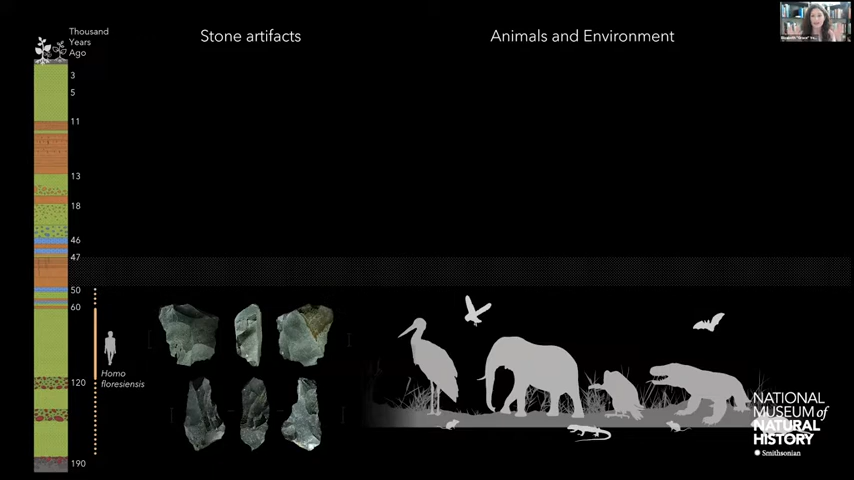 Thousand
Years
Ago
Stone artifacts
Animals and Environment
3
5
11
13
18
46
47
50
60
Homo
floresiensis
120
190
NATIONAL
MUSEUM of
NATURAL
HISTORY
Smithsonian